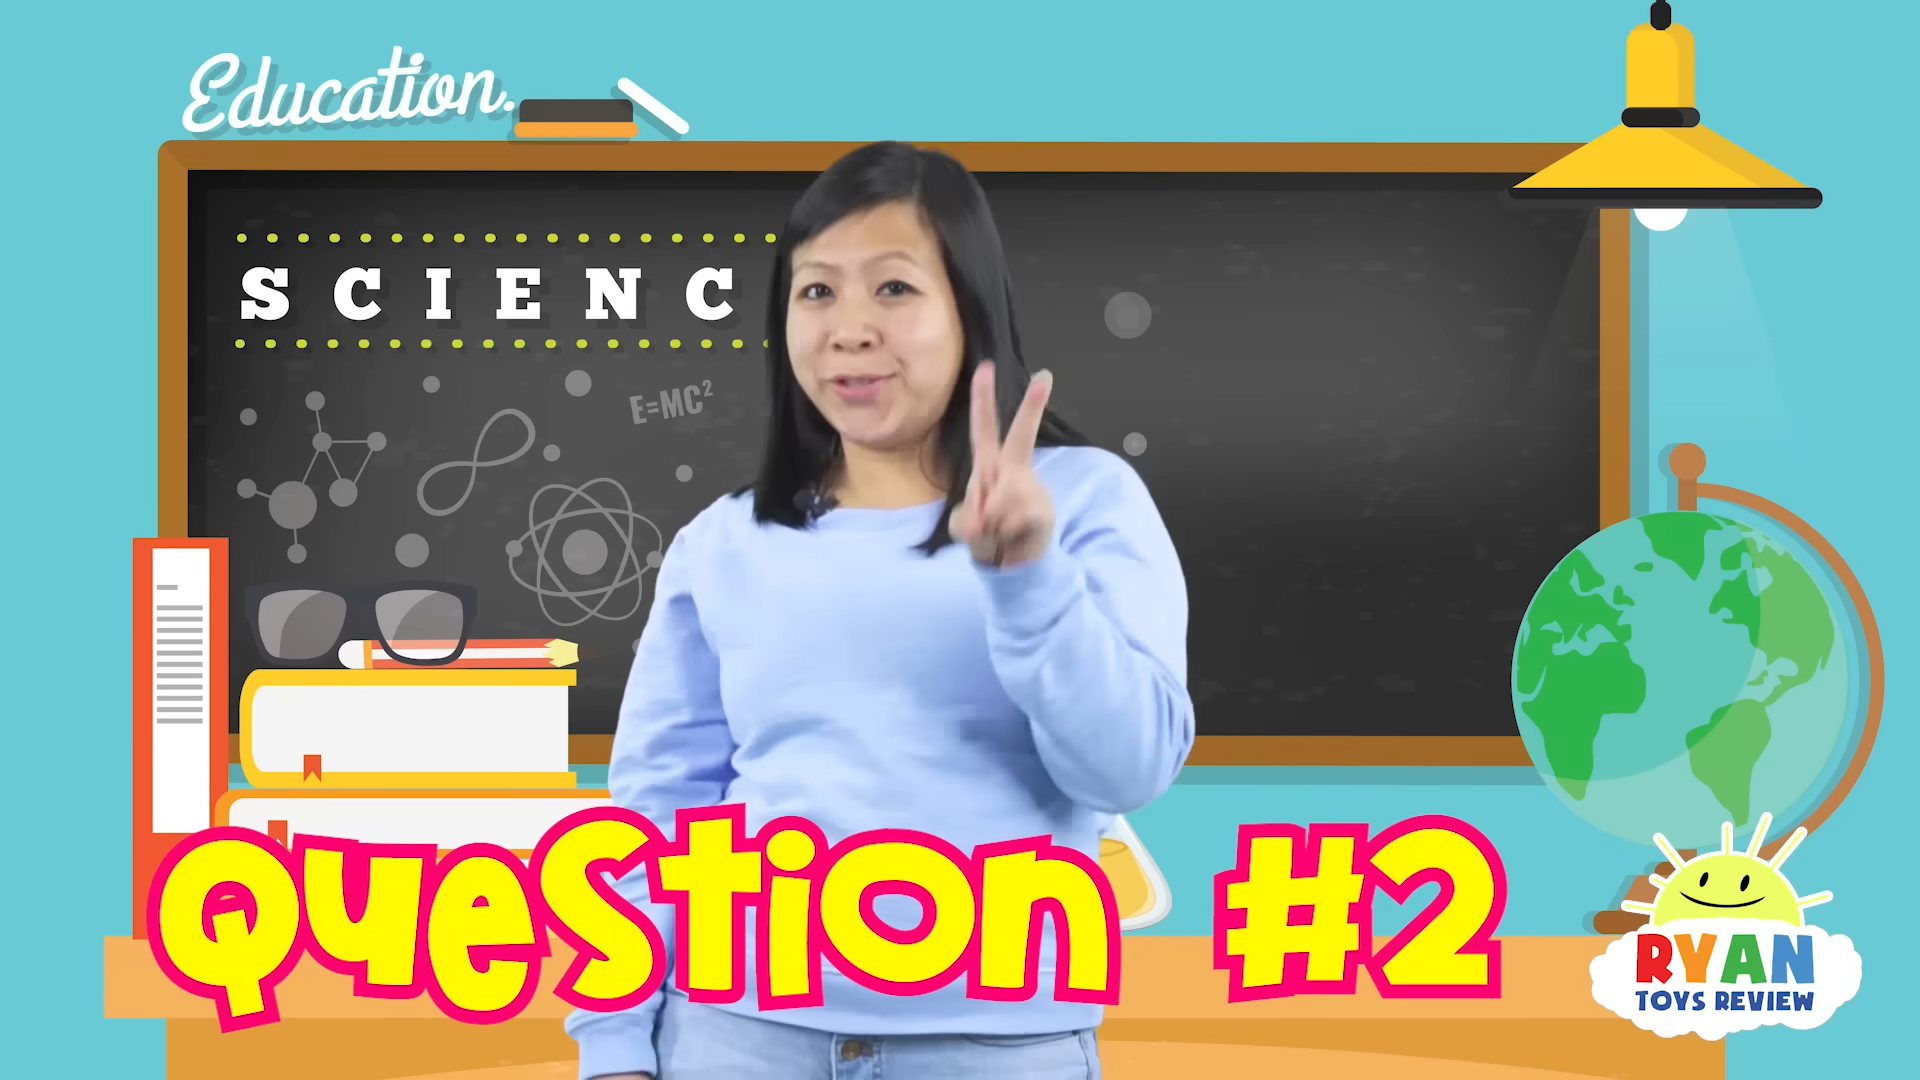 Education.
SCIENC
E=MC²
Question #2
RYAN
TOYS REVIEW